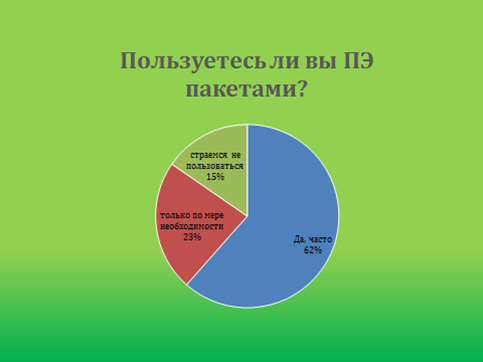 Пользуетесь ли вы ПЭ
пакетами?
страемся не
пользоваться
15%
только по мере
необходимости
23%
Да, часто
62%